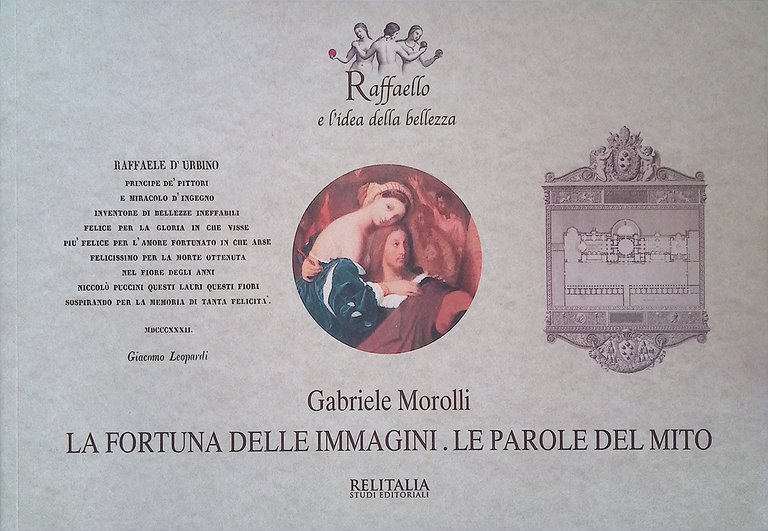 Raffaello
e l'idea della bellezza
RAFFAELE D' URBINO
PRINCIPE DE' PITTORI
E MIRACOLO D' INGEGNO
INVENTORE DI BELLEZZE INEFFABILI
FELICE PER LA GLORIA IN CHE VISSE
PIU' FELICE PER L' AMORE FORTUNATO IN CHE ARSE
FELICISSIMO PER LA MORTE OTTENUTA
NEL FIORE DEGLI ANNI
NICCOLÒ PUCCINI QUESTI LAURI QUESTI FIORI
SOSPIRANDO PER LA MEMORIA DI TANTA FELICITA'.
MDCCCXXXII.
Giacomo Leopardi
Gabriele Morolli
LA FORTUNA DELLE IMMAGINI . LE PAROLE DEL MITO
RELITALIA
STUDI EDITORIALI